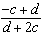 −c + d
d + 2c